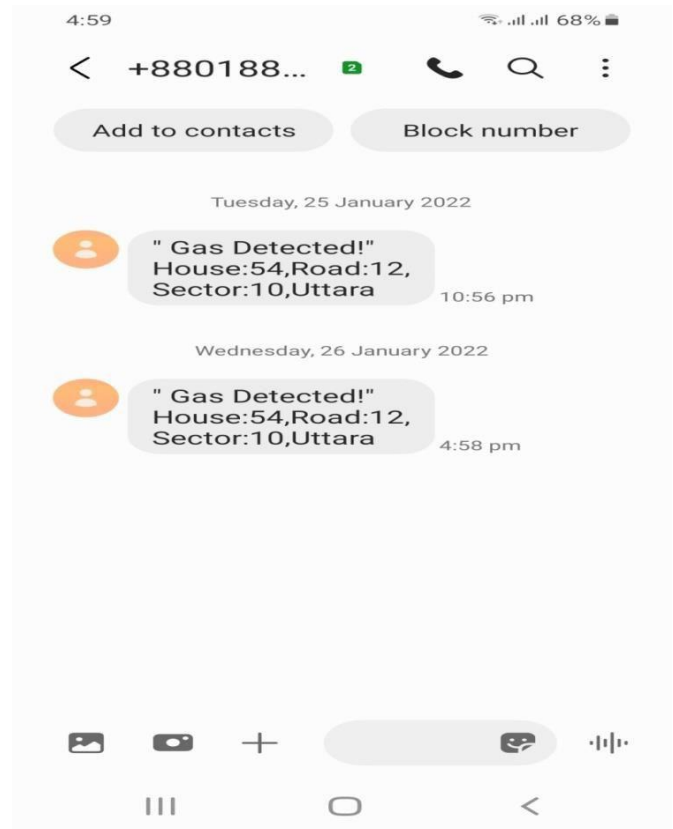 4:59 68%
+880188... 2
Add to contacts Block number
Tuesday, 25 January 2022
" Gas Detected!"
House:54,Road:12,
Sector:10,Uttara
10:56 pm
Wednesday, 26 January 2022
" Gas Detected!"
House:54,Road:12,
Sector:10,Uttara
4:58 pm